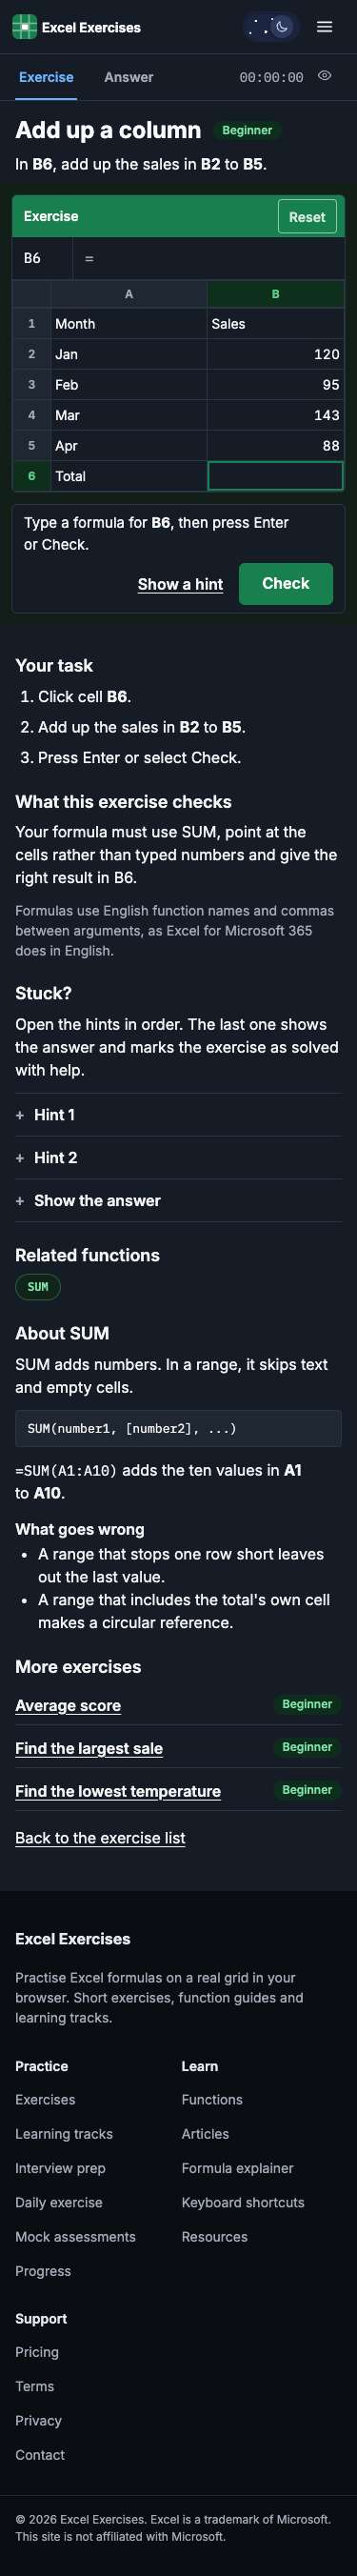 Excel Exercises
Exercise Answer 00:00:00
Add up a column Beginner
In B6, add up the sales in B2 to B5.
Exercise Reset
B6 =
A B
1 Month Sales
2 Jan 120
3 Feb 95
4 Mar 143
5 Apr 88
6 Total
Type a formula for B6, then press Enter
or Check.
Show a hint Check
Your task
1. Click cell B6.
2. Add up the sales in B2 to B5.
3. Press Enter or select Check.
What this exercise checks
Your formula must use SUM, point at the
cells rather than typed numbers and give the
right result in B6.
Formulas use English function names and commas
between arguments, as Excel for Microsoft 365
does in English.
Stuck?
Open the hints in order. The last one shows
the answer and marks the exercise as solved
with help.
+ Hint 1
+ Hint 2
+ Show the answer
Related functions
SUM
About SUM
SUM adds numbers. In a range, it skips text
and empty cells.
SUM(number1, [number2], ...)
=SUM(A1:A10) adds the ten values in A1
to A10.
What goes wrong
• A range that stops one row short leaves
out the last value.
• A range that includes the total's own cell
makes a circular reference.
More exercises
Average score Beginner
Find the largest sale Beginner
Find the lowest temperature Beginner
Back to the exercise list
Excel Exercises
Practise Excel formulas on a real grid in your
browser. Short exercises, function guides and
learning tracks.
Practice Learn
Exercises Functions
Learning tracks Articles
Interview prep Formula explainer
Daily exercise Keyboard shortcuts
Mock assessments Resources
Progress
Support
Pricing
Terms
Privacy
Contact
© 2026 Excel Exercises. Excel is a trademark of Microsoft.
This site is not affiliated with Microsoft.